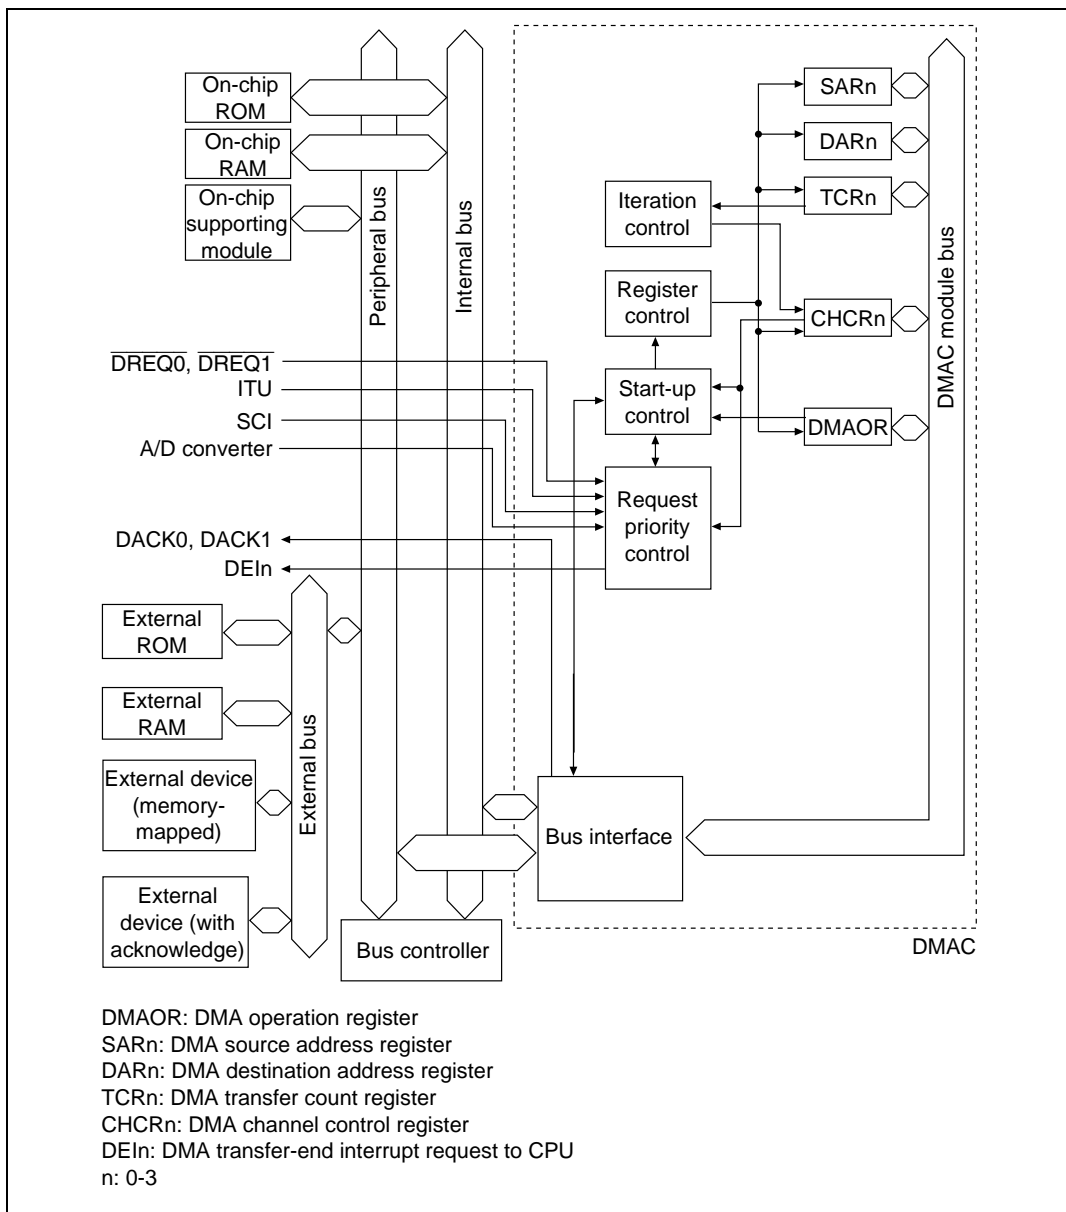 On-chip
ROM
On-chip
RAM
On-chip
supporting
module
Peripheral bus
Internal bus
SARn
DARn
TCRn
Iteration
control
Register
control
CHCRn
DMAC module bus
Start-up
control
DMAOR
DREQ0, DREQ1
ITU
SCI
A/D converter
Request
priority
control
DACK0, DACK1
DEIn
External
ROM
External
RAM
External bus
External device
(memory-
mapped)
External
device (with
acknowledge)
Bus interface
Bus controller
DMAC
DMAOR: DMA operation register
SARn: DMA source address register
DARn: DMA destination address register
TCRn: DMA transfer count register
CHCRn: DMA channel control register
DEIn: DMA transfer-end interrupt request to CPU
n: 0-3